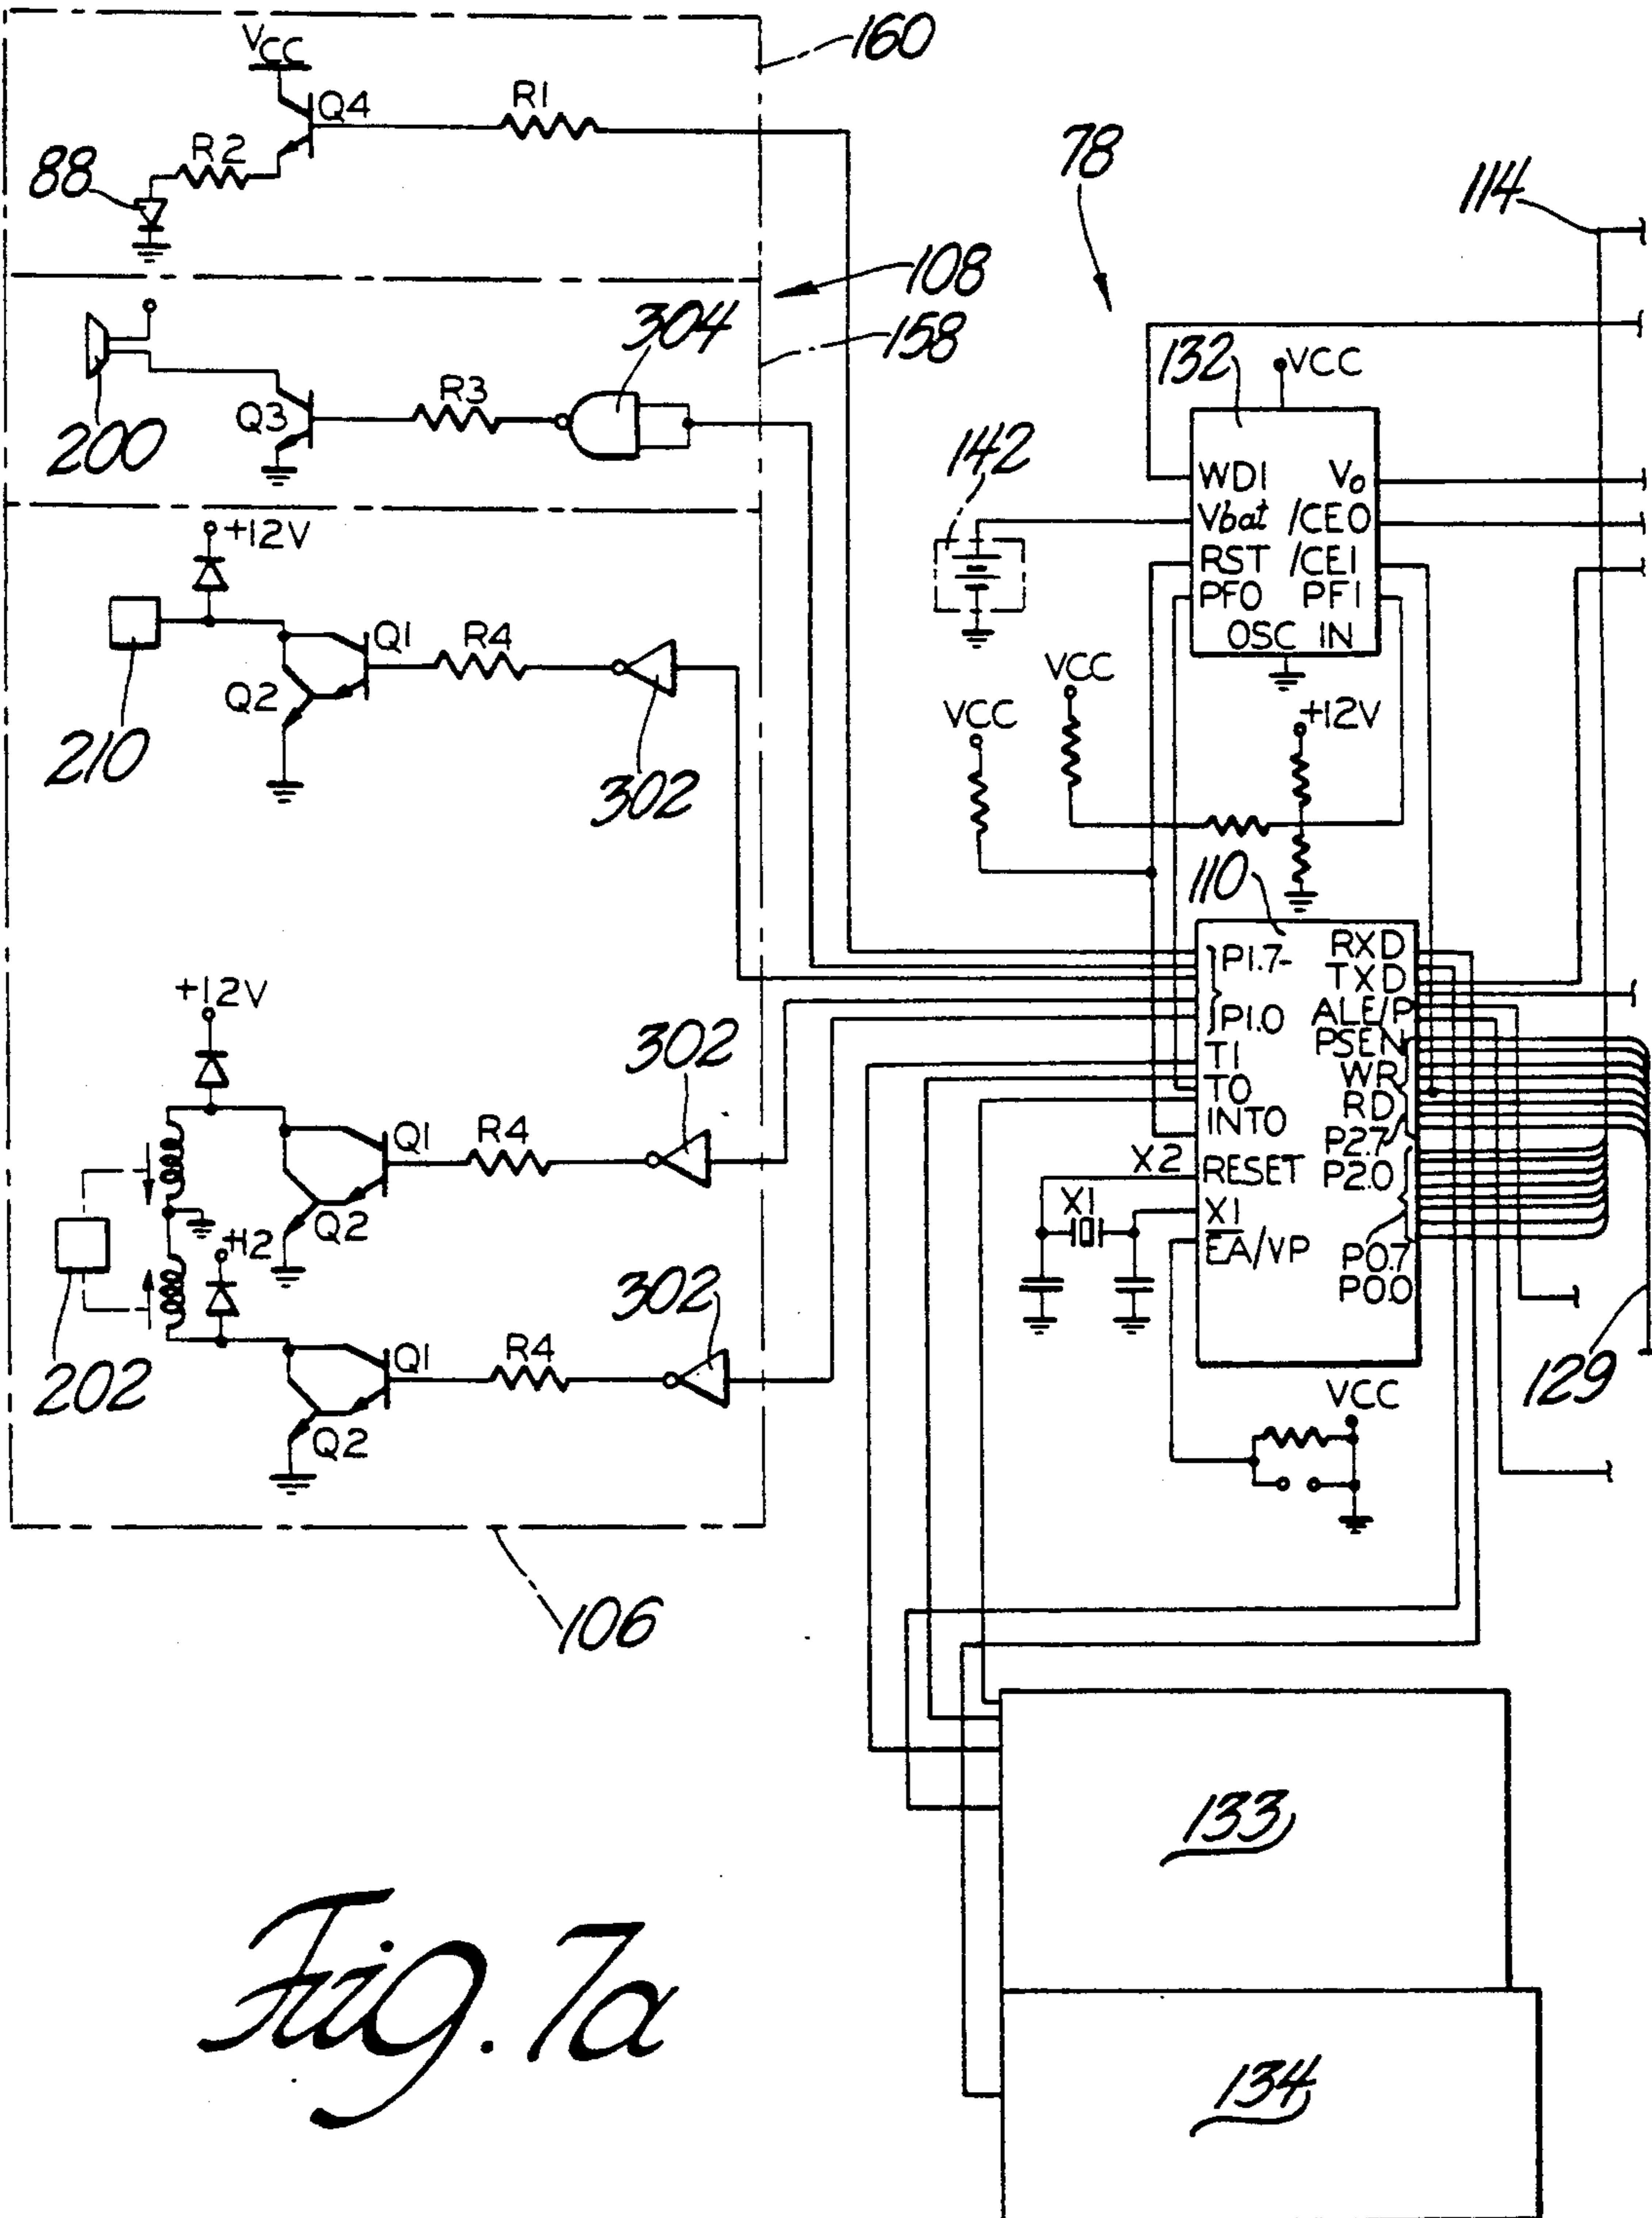 160
VCC
Q4
R1
R2
88
78
114
108
304
158
132
VCC
R3
Q3
200
142
WDI
Vo
Vbat
/CEO
RST
/CEI
PFO
PFI
OSC IN
+12V
Q1
R4
Q2
210
302
VCC
VCC
+12V
110
P1.7-
P1.0
T1
T0
INT0
RESET
X1
EA/VP
RXD
TXD
ALE/P
PSEN
WR
RD
P2.7
P2.0
P0.7
P0.0
X2
X1
+12V
302
Q1
R4
Q2
+12
302
202
Q1
R4
Q2
129
VCC
106
133
134
Fig. 7a